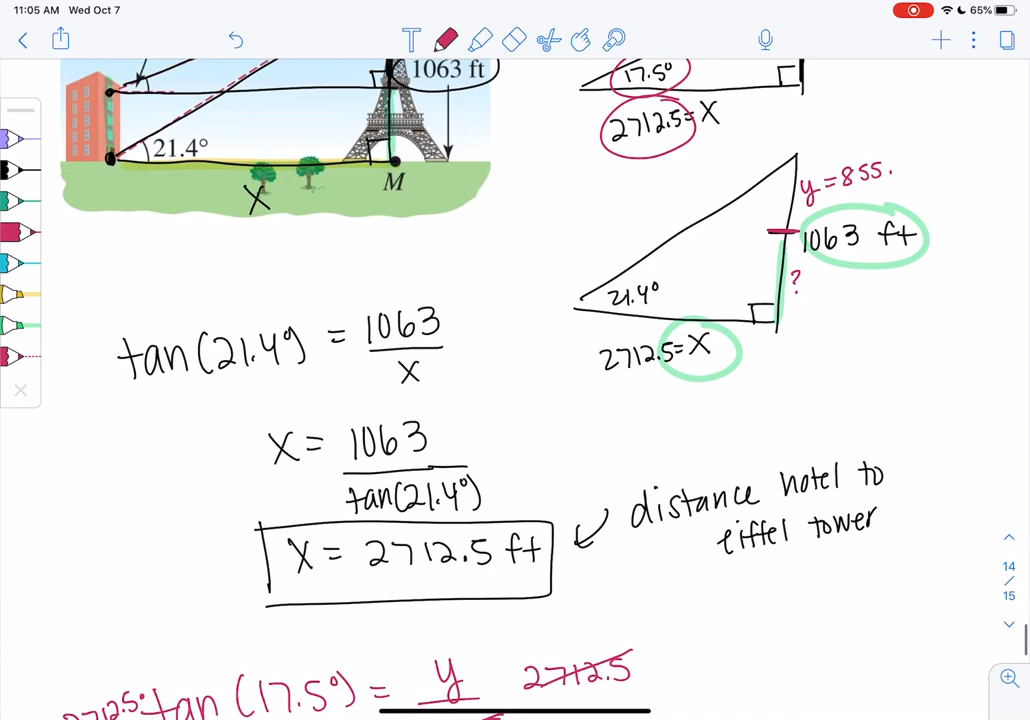 11:05 AM Wed Oct 7
65%
T
1063 ft
17.5°
2712.5 = X
21.4°
M
X
y = 855.
1063 ft
?
21.4°
2712.5 = X
tan(21.4°) = 1063
X
X = 1063
tan(21.4°)
X = 2712.5 ft
distance hotel to
eiffel tower
14
/
15
2712.5 · tan (17.5°) = y 2712.5